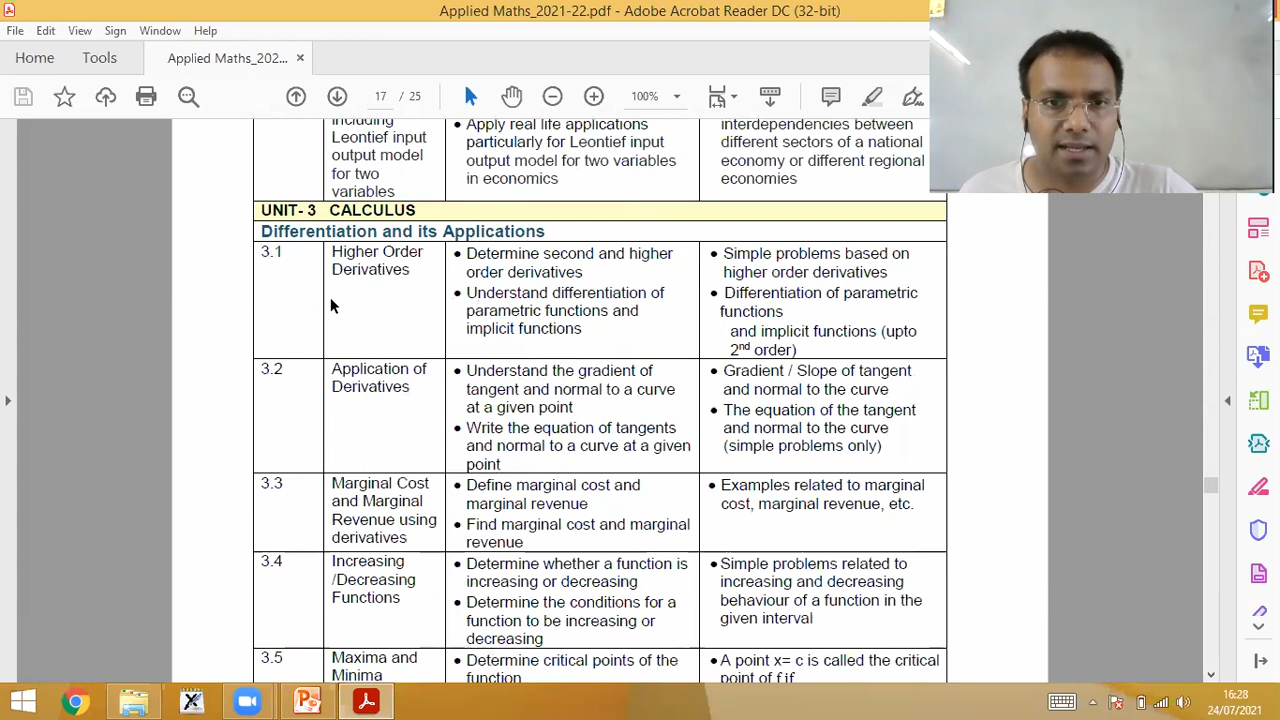 Applied Maths_2021-22.pdf - Adobe Acrobat Reader DC (32-bit)
File Edit View Sign Window Help
Home Tools Applied Maths_202... ×
17 / 25 100%
including
Leontief input
output model
for two
variables
• Apply real life applications
particularly for Leontief input
output model for two variables
in economics
interdependencies between
different sectors of a national
economy or different regional
economies
UNIT- 3 CALCULUS
Differentiation and its Applications
3.1
Higher Order
Derivatives
• Determine second and higher
order derivatives
• Understand differentiation of
parametric functions and
implicit functions
• Simple problems based on
higher order derivatives
• Differentiation of parametric
functions
and implicit functions (upto
2nd order)
3.2
Application of
Derivatives
• Understand the gradient of
tangent and normal to a curve
at a given point
• Write the equation of tangents
and normal to a curve at a given
point
• Gradient / Slope of tangent
and normal to the curve
• The equation of the tangent
and normal to the curve
(simple problems only)
3.3
Marginal Cost
and Marginal
Revenue using
derivatives
• Define marginal cost and
marginal revenue
• Find marginal cost and marginal
revenue
• Examples related to marginal
cost, marginal revenue, etc.
3.4
Increasing
/Decreasing
Functions
• Determine whether a function is
increasing or decreasing
• Determine the conditions for a
function to be increasing or
decreasing
• Simple problems related to
increasing and decreasing
behaviour of a function in the
given interval
3.5
Maxima and
Minima
• Determine critical points of the
function
• A point x= c is called the critical
point of f if
16:28
24/07/2021